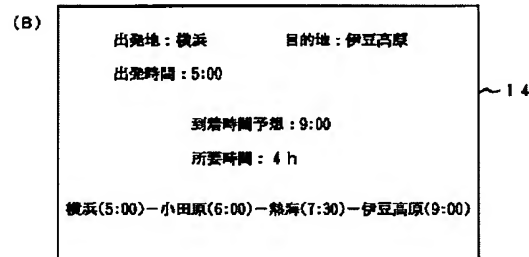 (B)
出発地：横浜　目的地：伊豆高原
出発時間：5:00
14
到着時間予想：9:00
所要時間：4 h
横浜(5:00)－小田原(6:00)－熱海(7:30)－伊豆高原(9:00)